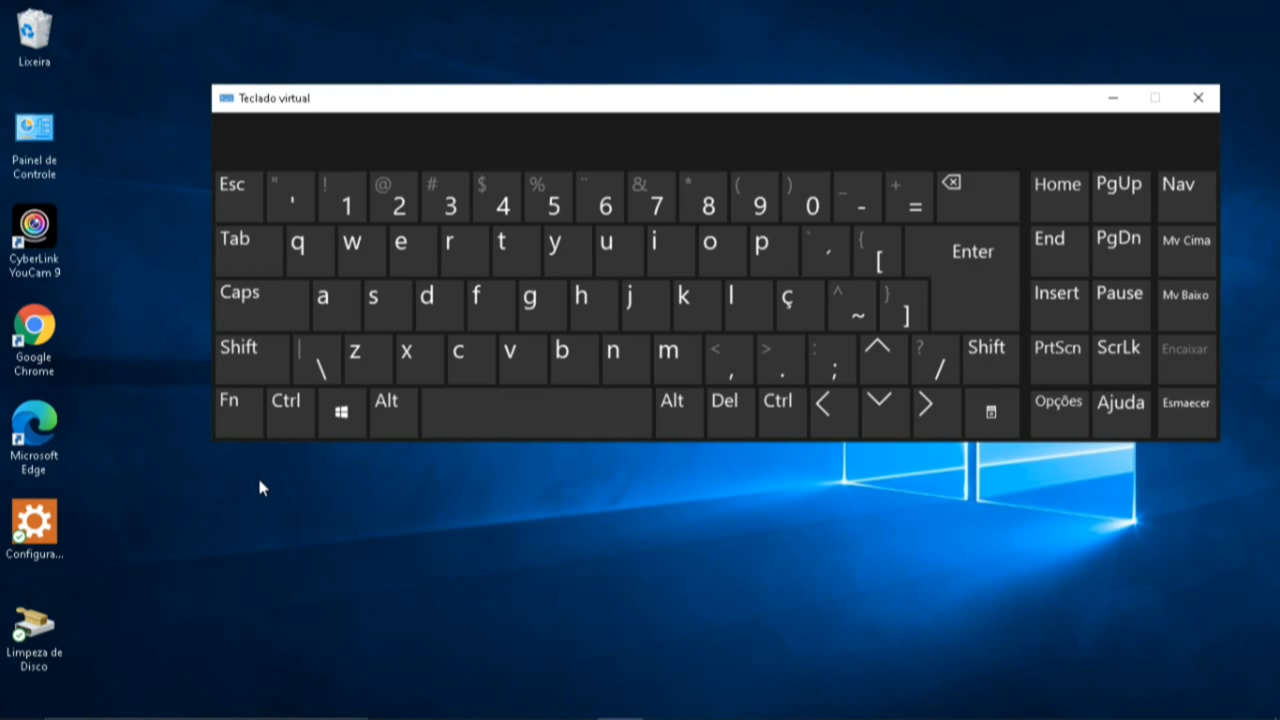 Lixeira
Painel de
Controle
CyberLink
YouCam 9
Google
Chrome
Microsoft
Edge
Configura...
Limpeza de
Disco
Teclado virtual
Esc " ' ! 1 @ 2 # 3 $ 4 % 5 ¨ 6 & 7 * 8 ( 9 ) 0 _ - + = Home PgUp Nav
Tab q w e r t y u i o p ` ´ { [ Enter End PgDn Mv Cima
Caps a s d f g h j k l ç ^ ~ } ] Insert Pause Mv Baixo
Shift | \ z x c v b n m < , > . : ; ? / Shift PrtScn ScrLk Encaixar
Fn Ctrl Alt Alt Del Ctrl Opções Ajuda Esmaecer